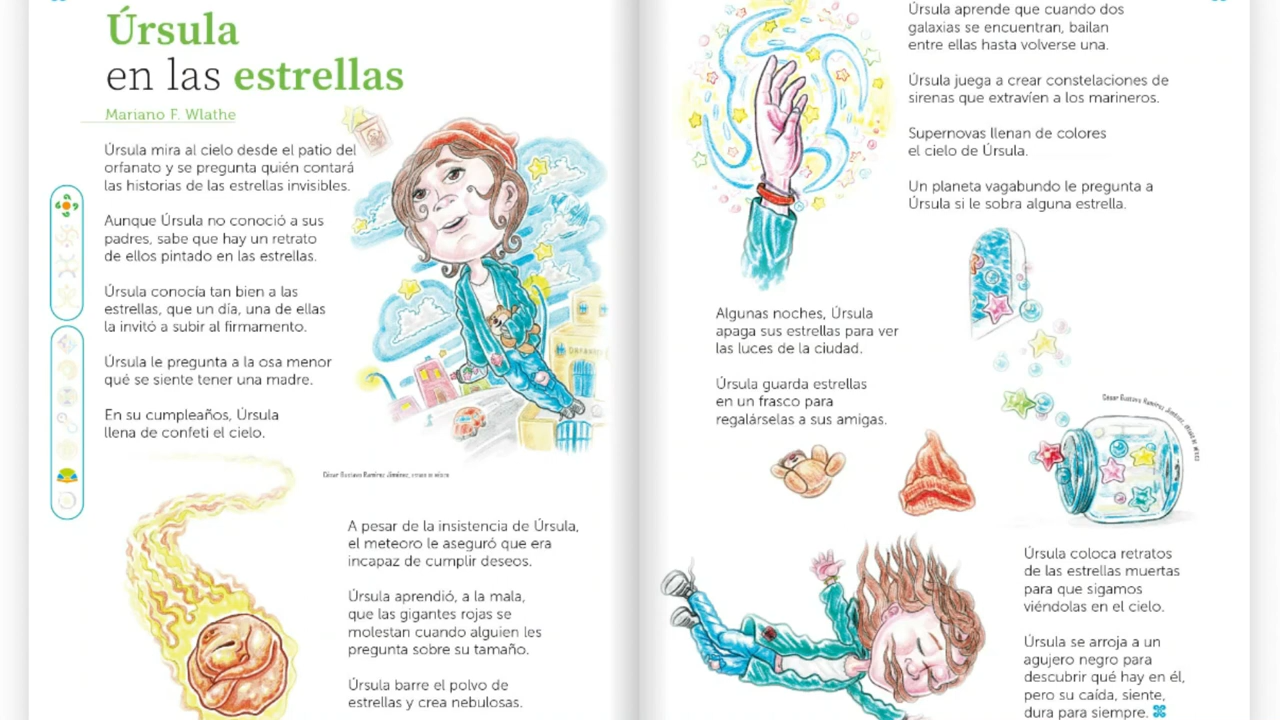 Úrsula
en las estrellas
Mariano F. Wlathe
Úrsula mira al cielo desde el patio del
orfanato y se pregunta quién contará
las historias de las estrellas invisibles.
Aunque Úrsula no conoció a sus
padres, sabe que hay un retrato
de ellos pintado en las estrellas.
Úrsula conocía tan bien a las
estrellas, que un día, una de ellas
la invitó a subir al firmamento.
Úrsula le pregunta a la osa menor
qué se siente tener una madre.
En su cumpleaños, Úrsula
llena de confeti el cielo.
César Gustavo Ramírez Jiménez
A pesar de la insistencia de Úrsula,
el meteoro le aseguró que era
incapaz de cumplir deseos.
Úrsula aprendió, a la mala,
que las gigantes rojas se
molestan cuando alguien les
pregunta sobre su tamaño.
Úrsula barre el polvo de
estrellas y crea nebulosas.
Úrsula aprende que cuando dos
galaxias se encuentran, bailan
entre ellas hasta volverse una.
Úrsula juega a crear constelaciones de
sirenas que extravíen a los marineros.
Supernovas llenan de colores
el cielo de Úrsula.
Un planeta vagabundo le pregunta a
Úrsula si le sobra alguna estrella.
Algunas noches, Úrsula
apaga sus estrellas para ver
las luces de la ciudad.
Úrsula guarda estrellas
en un frasco para
regalárselas a sus amigas.
César Gustavo Ramírez Jiménez
Úrsula coloca retratos
de las estrellas muertas
para que sigamos
viéndolas en el cielo.
Úrsula se arroja a un
agujero negro para
descubrir qué hay en él,
pero su caída, siente,
dura para siempre.